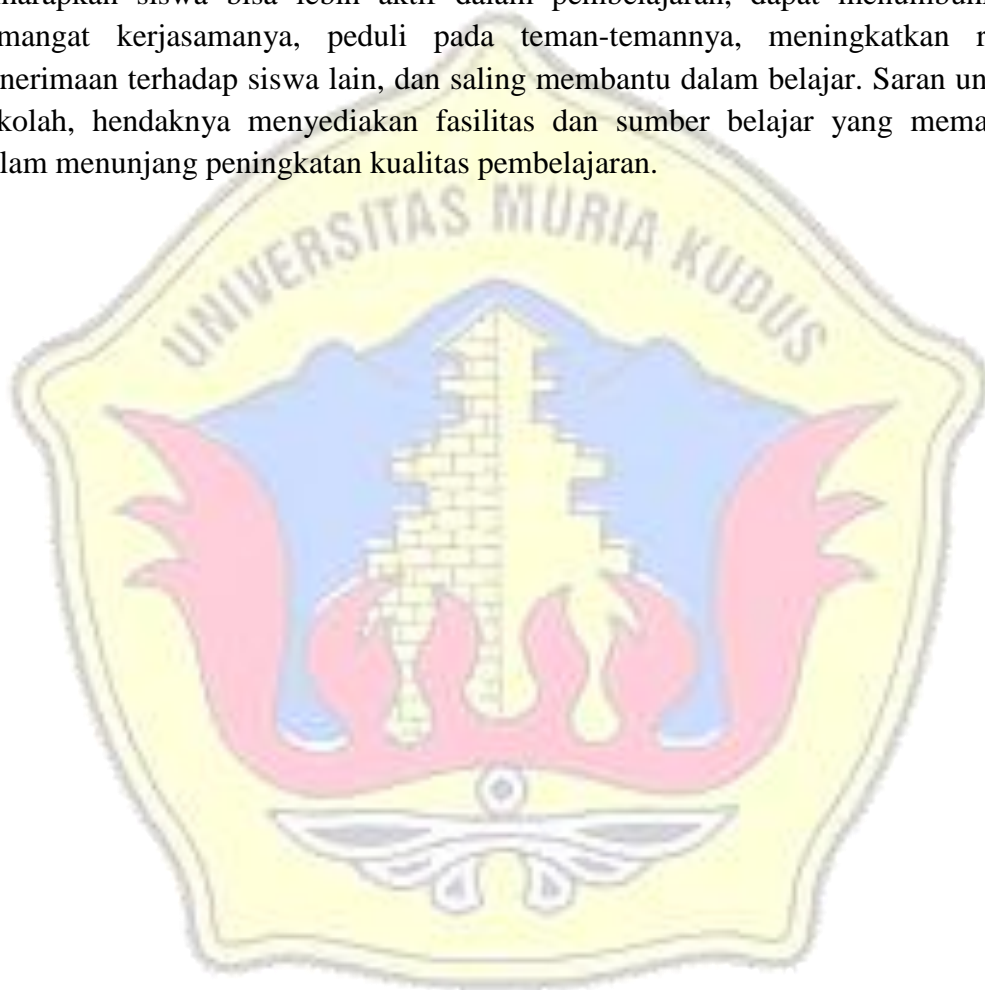 harapkan siswa bisa lebih aktif dalam pembelajaran, dapat menumbuh
mangat kerjasamanya, peduli pada teman-temannya, meningkatkan r
nerimaan terhadap siswa lain, dan saling membantu dalam belajar. Saran un
kolah, hendaknya menyediakan fasilitas dan sumber belajar yang mema
lam menunjang peningkatan kualitas pembelajaran.
UNIVERSITAS MURIA KUDUS